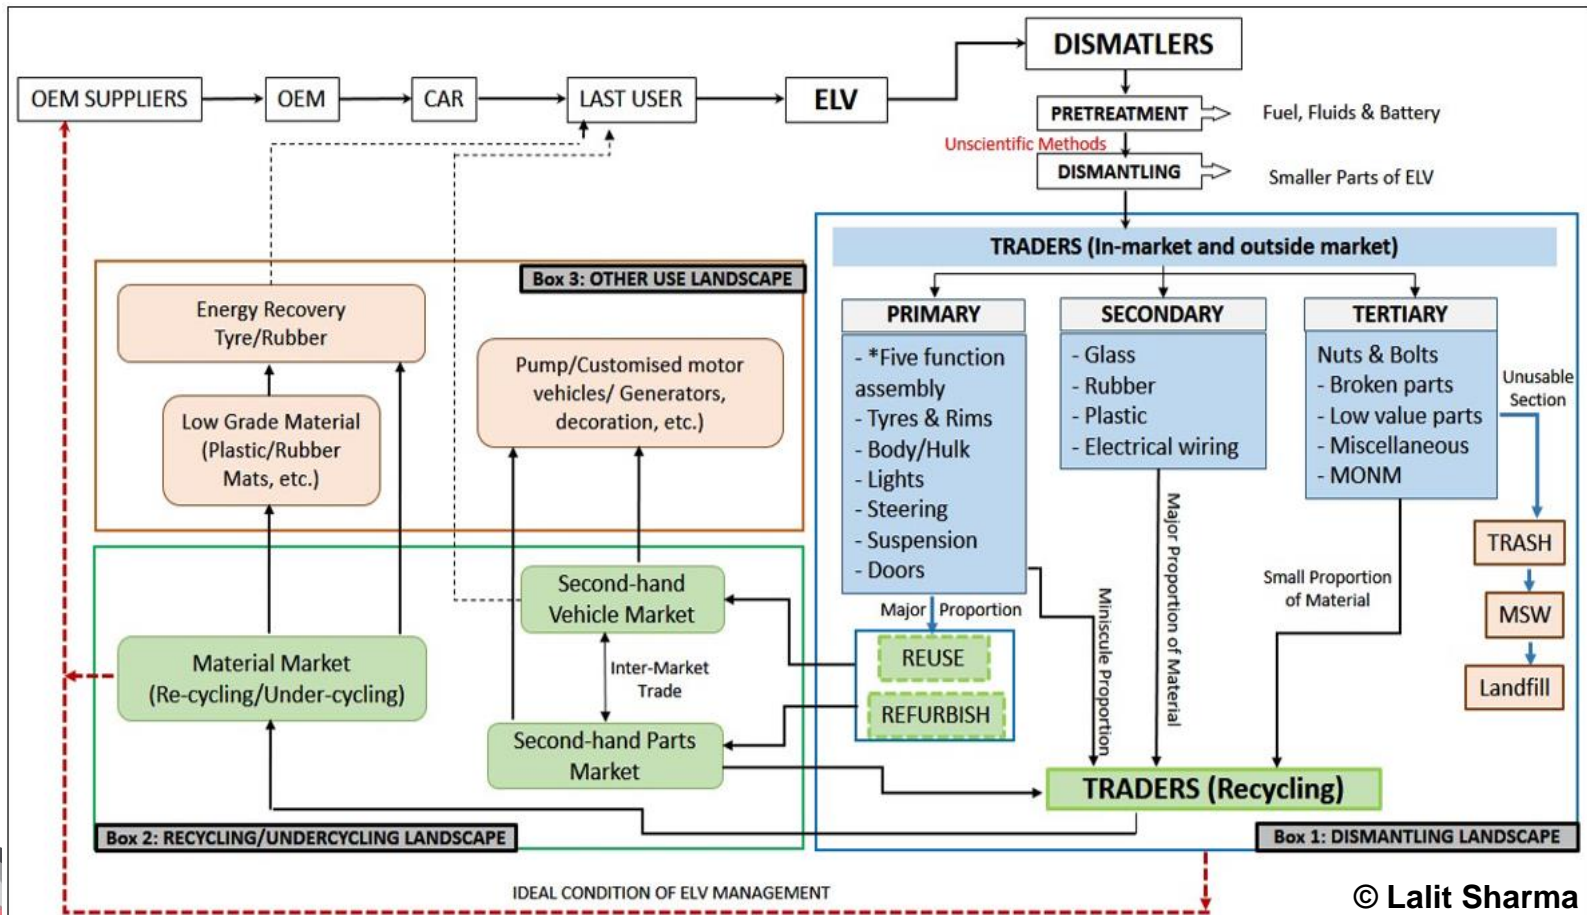 DISMATLERS
OEM SUPPLIERS
OEM
CAR
LAST USER
ELV
PRETREATMENT
Fuel, Fluids & Battery
Unscientific Methods
DISMANTLING
Smaller Parts of ELV
TRADERS (In-market and outside market)
Box 3: OTHER USE LANDSCAPE
Energy Recovery
Tyre/Rubber
Low Grade Material
(Plastic/Rubber
Mats, etc.)
Pump/Customised motor
vehicles/ Generators,
decoration, etc.)
PRIMARY
- *Five function
assembly
- Tyres & Rims
- Body/Hulk
- Lights
- Steering
- Suspension
- Doors
SECONDARY
- Glass
- Rubber
- Plastic
- Electrical wiring
TERTIARY
Nuts & Bolts
- Broken parts
- Low value parts
- Miscellaneous
- MONM
Unusable
Section
TRASH
MSW
Landfill
Major Proportion
Miniscule Proportion
Major Proportion of Material
Small Proportion
of Material
REUSE
REFURBISH
Second-hand
Vehicle Market
Inter-Market
Trade
Second-hand Parts
Market
Material Market
(Re-cycling/Under-cycling)
TRADERS (Recycling)
Box 2: RECYCLING/UNDERCYCLING LANDSCAPE
Box 1: DISMANTLING LANDSCAPE
IDEAL CONDITION OF ELV MANAGEMENT
© Lalit Sharma